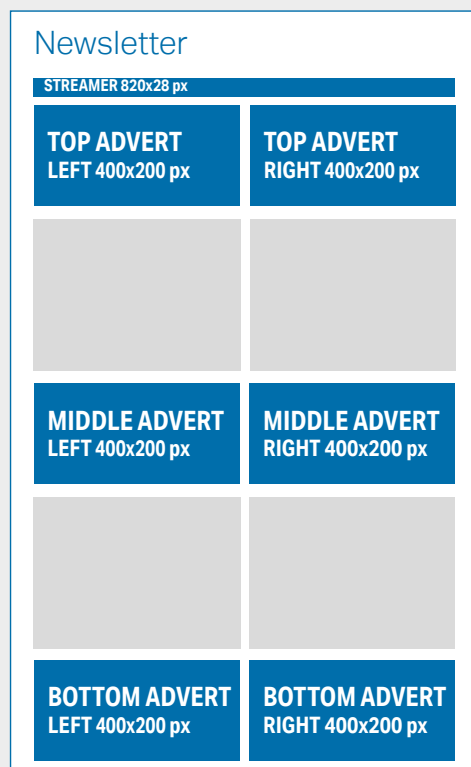 Newsletter
STREAMER 820x28 px
TOP ADVERT
LEFT 400x200 px
TOP ADVERT
RIGHT 400x200 px
MIDDLE ADVERT
LEFT 400x200 px
MIDDLE ADVERT
RIGHT 400x200 px
BOTTOM ADVERT
LEFT 400x200 px
BOTTOM ADVERT
RIGHT 400x200 px